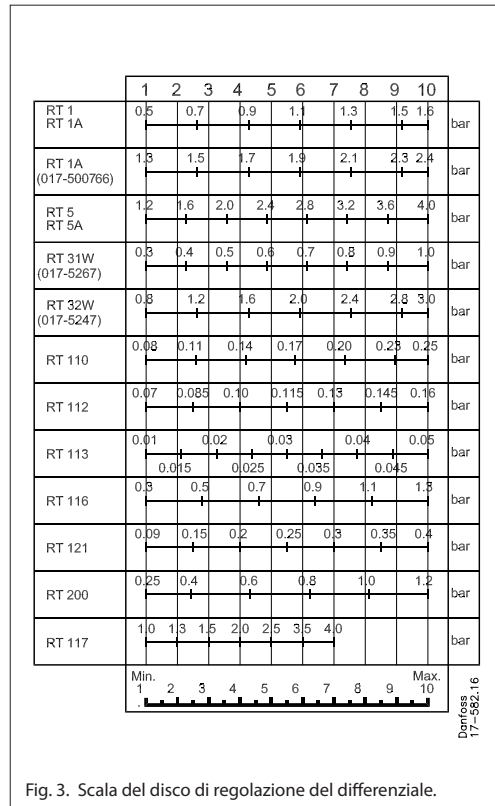 1 2 3 4 5 6 7 8 9 10
RT 1
RT 1A
0.5 0.7 0.9 1.1 1.3 1.5 1.6
bar
RT 1A
(017-500766)
1.3 1.5 1.7 1.9 2.1 2.3 2.4
bar
RT 5
RT 5A
1.2 1.6 2.0 2.4 2.8 3.2 3.6 4.0
bar
RT 31W
(017-5267)
0.3 0.4 0.5 0.6 0.7 0.8 0.9 1.0
bar
RT 32W
(017-5247)
0.8 1.2 1.6 2.0 2.4 2.8 3.0
bar
RT 110
0.08 0.11 0.14 0.17 0.20 0.23 0.25
bar
RT 112
0.07 0.085 0.10 0.115 0.13 0.145 0.16
bar
RT 113
0.01 0.02 0.03 0.04 0.05
0.015 0.025 0.035 0.045
bar
RT 116
0.3 0.5 0.7 0.9 1.1 1.3
bar
RT 121
0.09 0.15 0.2 0.25 0.3 0.35 0.4
bar
RT 200
0.25 0.4 0.6 0.8 1.0 1.2
bar
RT 117
1.0 1.3 1.5 2.0 2.5 3.5 4.0
bar
Min. Max.
1 2 3 4 5 6 7 8 9 10
Danfoss
17-582.16
Fig. 3. Scala del disco di regolazione del differenziale.